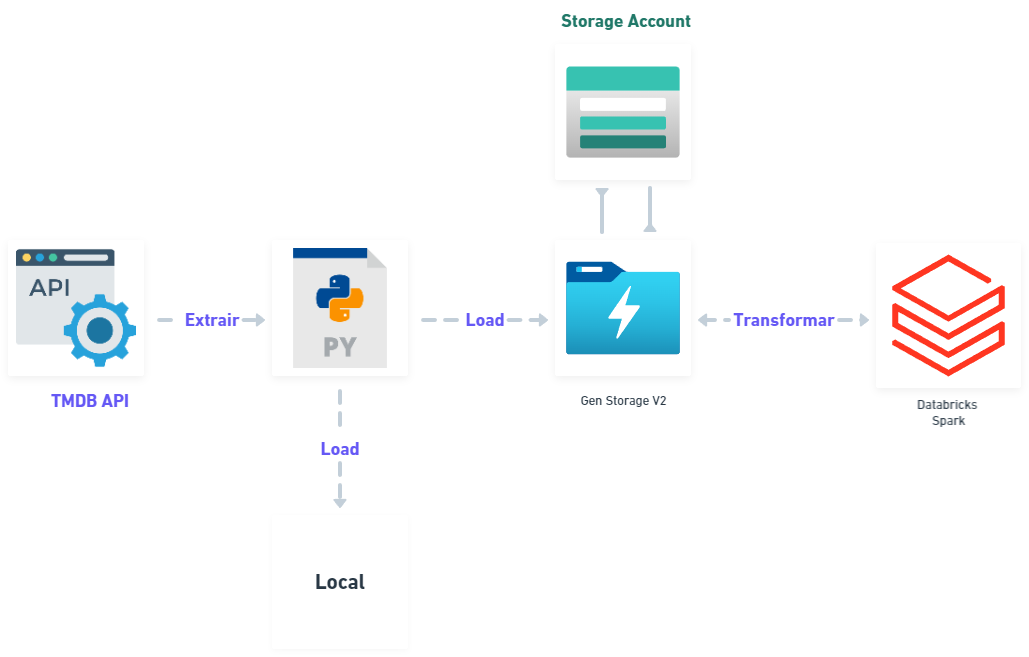 Storage Account
API
PY
Extrair
Load
Transformar
TMDB API
Gen Storage V2
Databricks
Spark
Load
Local